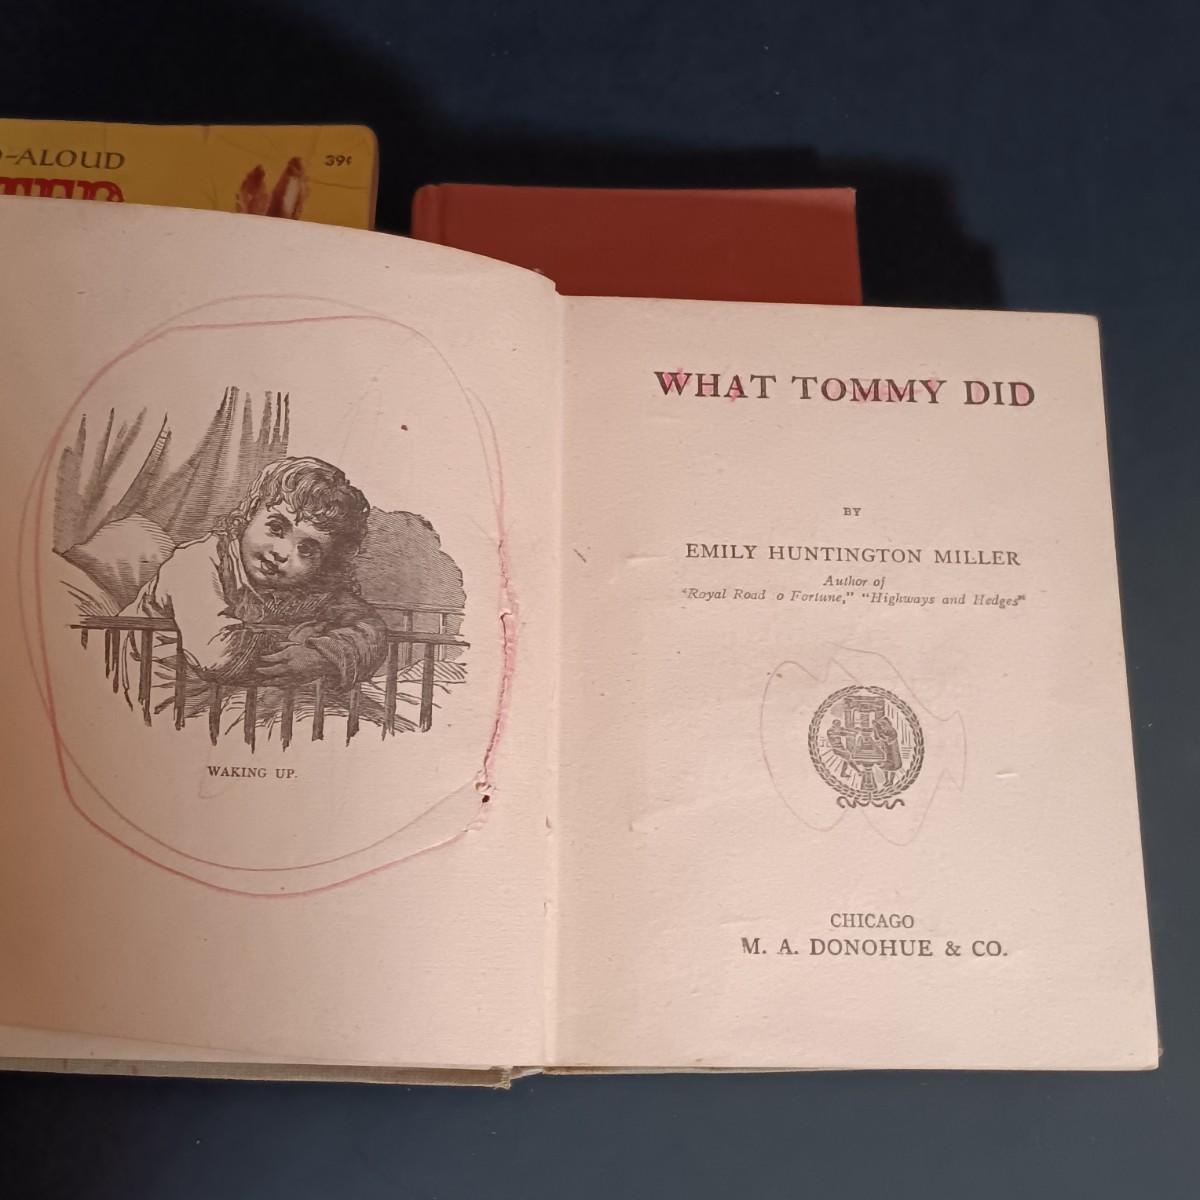 -ALOUD
39¢
WAKING UP.
WHAT TOMMY DID
BY
EMILY HUNTINGTON MILLER
Author of
"Royal Road o Fortune," "Highways and Hedges"
CHICAGO
M. A. DONOHUE & CO.